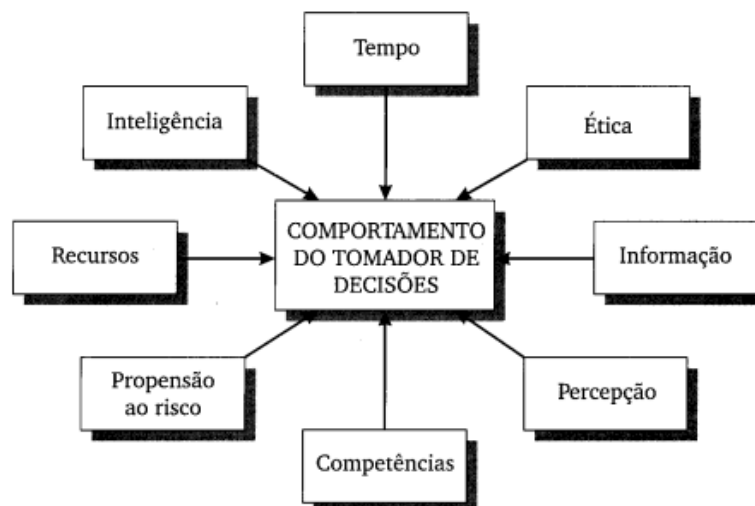 Tempo
Inteligência
Ética
COMPORTAMENTO
DO TOMADOR DE
DECISÕES
Recursos
Informação
Propensão
ao risco
Percepção
Competências